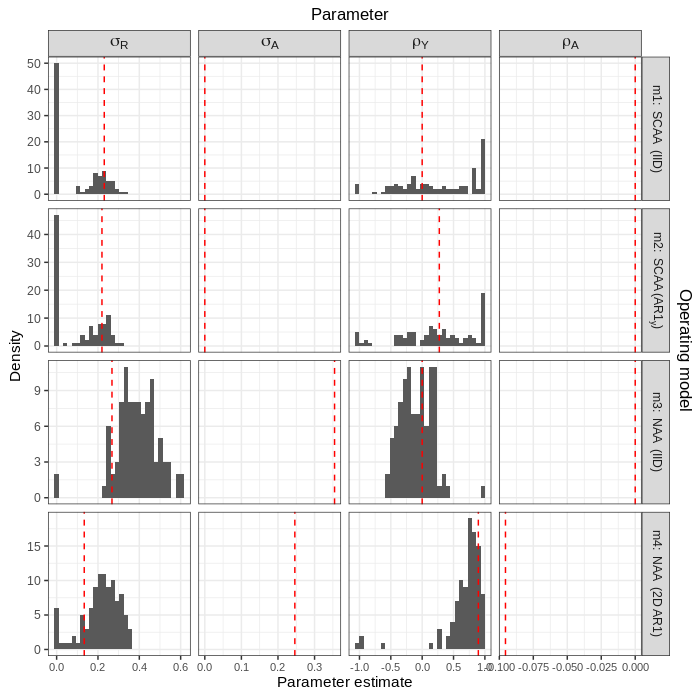 Parameter
σR σA ρY ρA
50
40
30
20
10
0
m1: SCAA (IID)
40
30
20
10
0
m2: SCAA (AR1y)
9
6
3
0
m3: NAA (IID)
15
10
5
0
m4: NAA (2D AR1)
Density
Operating model
0.0 0.2 0.4 0.6 0.0 0.1 0.2 0.3 -1.0 -0.5 0.0 0.5 1.0 -0.100 -0.075 -0.050 -0.025 0.000
Parameter estimate